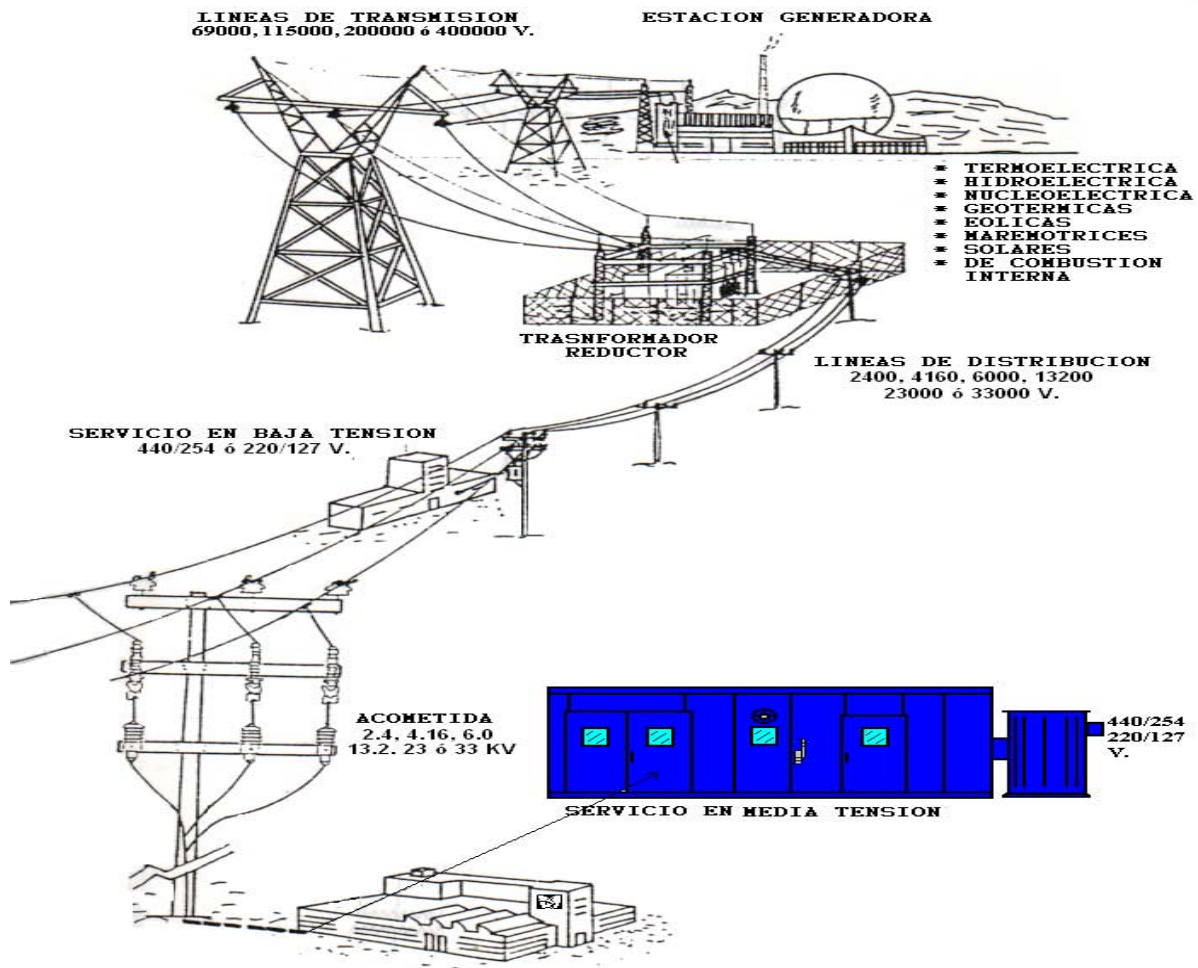 LINEAS DE TRANSMISION
69000, 115000, 200000 ó 400000 V.
ESTACION GENERADORA
* TERMOELECTRICA
* HIDROELECTRICA
* NUCLEOELECTRICA
* GEOTERMICAS
* EOLICAS
* MAREMOTRICES
* SOLARES
* DE COMBUSTION
INTERNA
TRASNFORMADOR
REDUCTOR
LINEAS DE DISTRIBUCION
2400, 4160, 6000, 13200
23000 ó 33000 V.
SERVICIO EN BAJA TENSION
440/254 ó 220/127 V.
ACOMETIDA
2.4, 4.16, 6.0
13.2. 23 ó 33 KV
440/254
220/127
V.
SERVICIO EN MEDIA TENSION